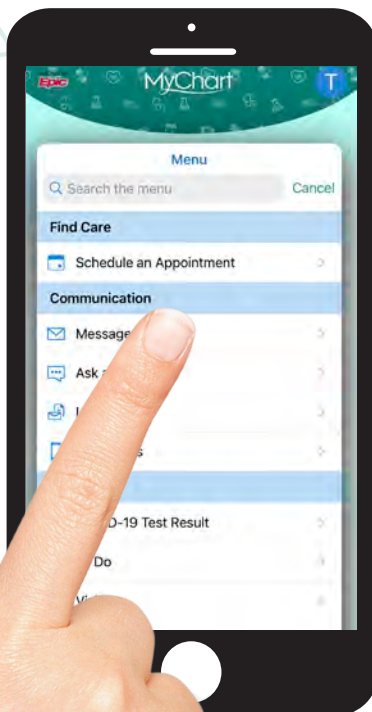 Epic
MyChart
T
Menu
Search the menu
Cancel
Find Care
Schedule an Appointment
Communication
Message
Ask
D-19 Test Result
Do